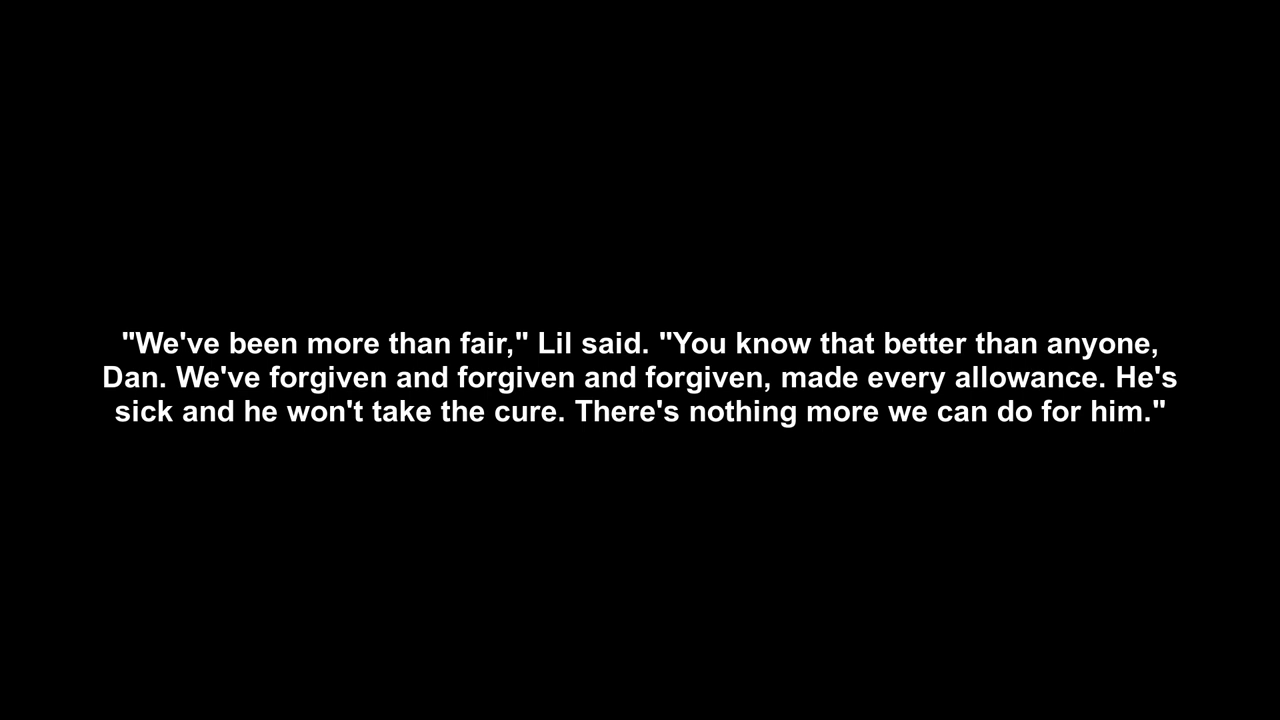 "We've been more than fair," Lil said. "You know that better than anyone,
Dan. We've forgiven and forgiven and forgiven, made every allowance. He's
sick and he won't take the cure. There's nothing more we can do for him."